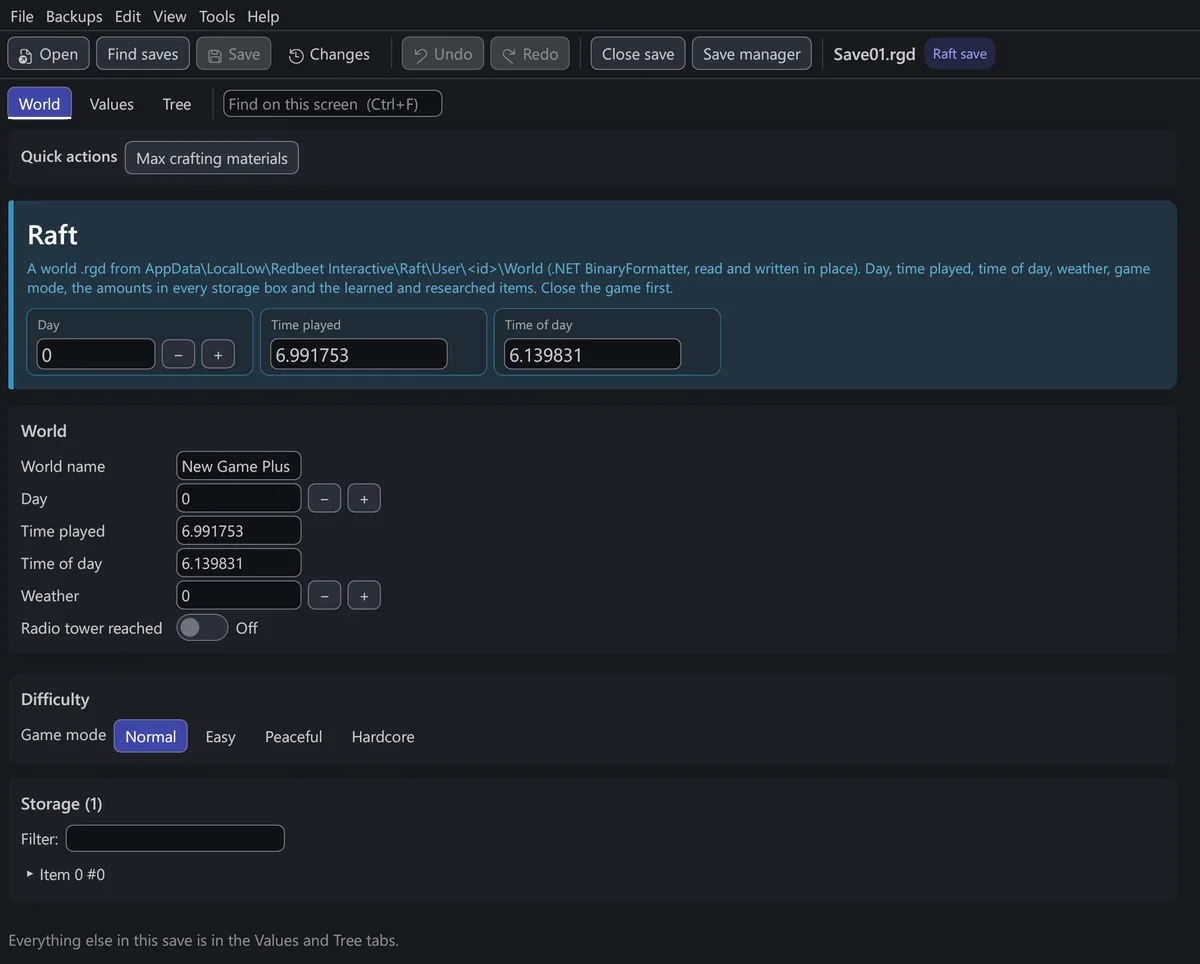 File Backups Edit View Tools Help
Open Find saves Save Changes Undo Redo Close save Save manager Save01.rgd Raft save
World Values Tree Find on this screen (Ctrl+F)
Quick actions Max crafting materials
Raft
A world .rgd from AppData\LocalLow\Redbeet Interactive\Raft\User\<id>\World (.NET BinaryFormatter, read and written in place). Day, time played, time of day, weather, game
mode, the amounts in every storage box and the learned and researched items. Close the game first.
Day Time played Time of day
0 − + 6.991753 6.139831
World
World name New Game Plus
Day 0 − +
Time played 6.991753
Time of day 6.139831
Weather 0 − +
Radio tower reached Off
Difficulty
Game mode Normal Easy Peaceful Hardcore
Storage (1)
Filter:
Item 0 #0
Everything else in this save is in the Values and Tree tabs.